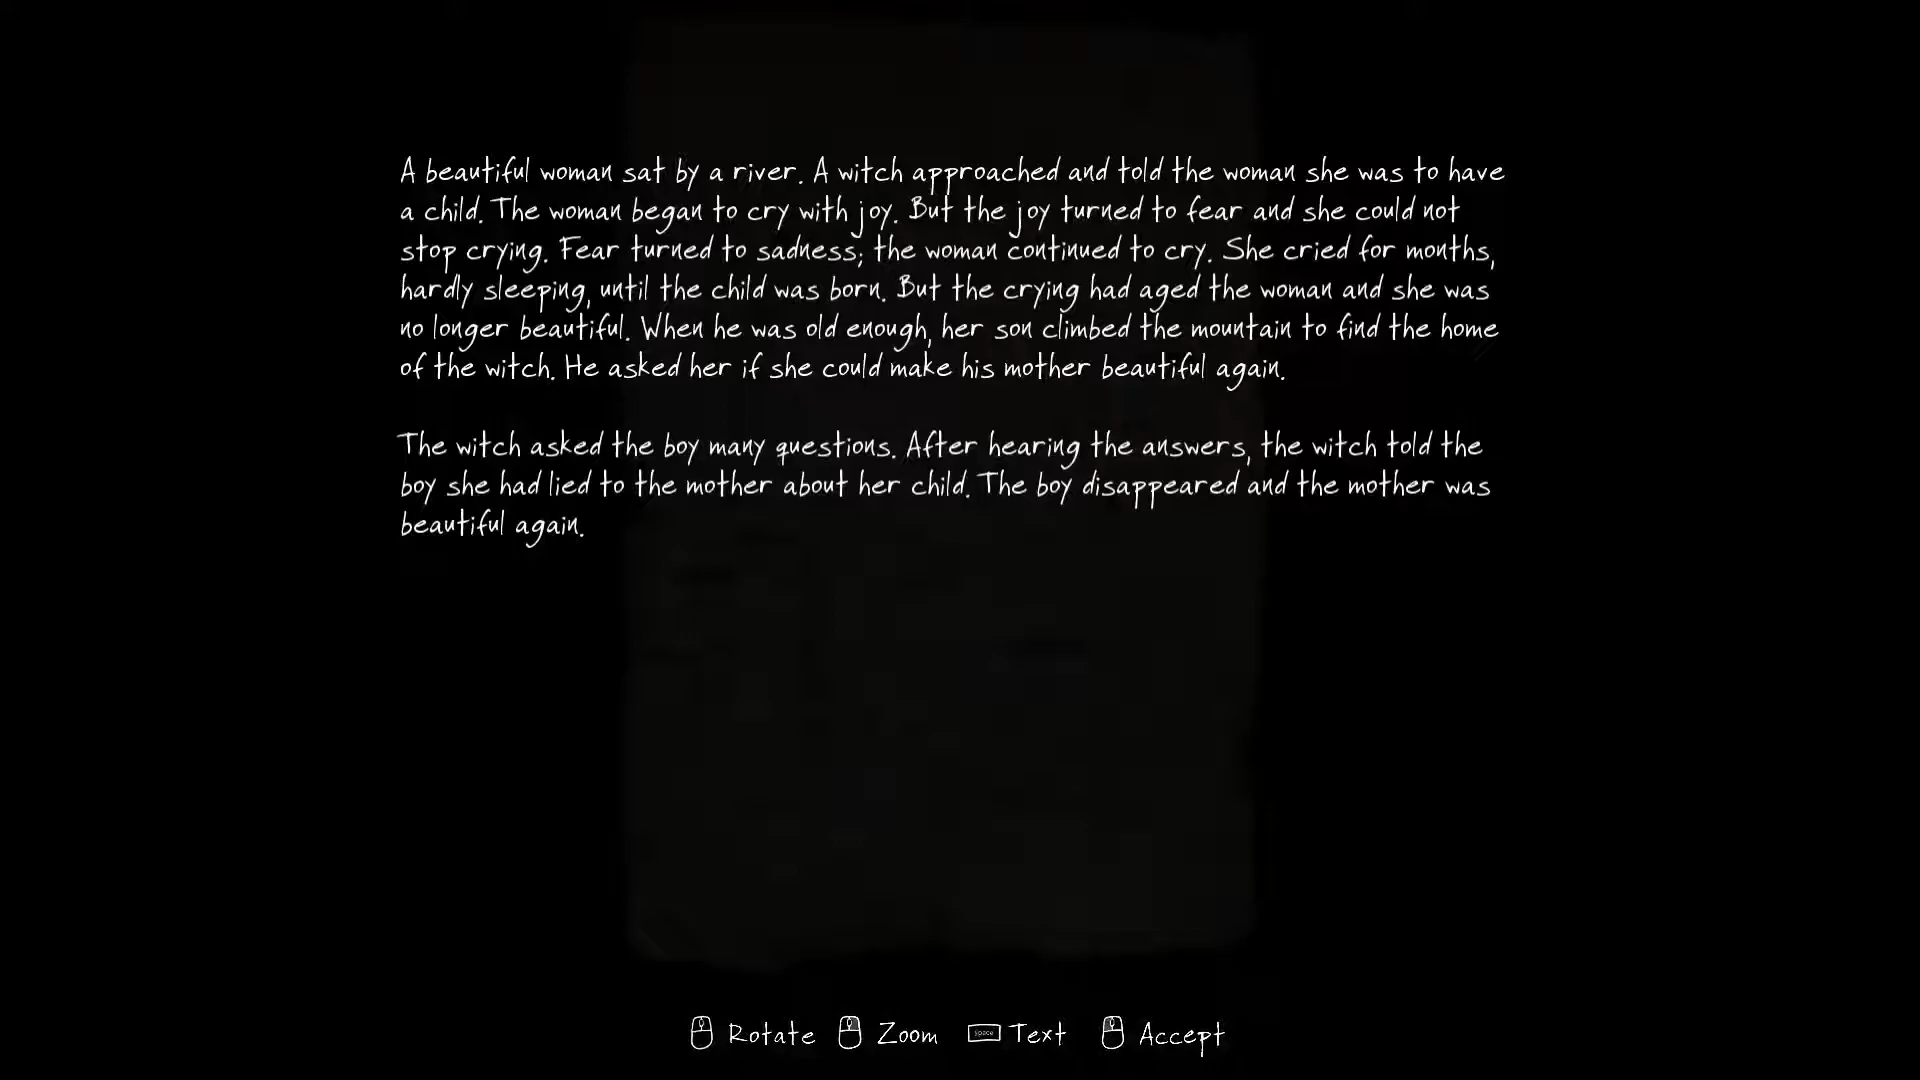 A beautiful woman sat by a river. A witch approached and told the woman she was to have
a child. The woman began to cry with joy. But the joy turned to fear and she could not
stop crying. Fear turned to sadness; the woman continued to cry. She cried for months,
hardly sleeping, until the child was born. But the crying had aged the woman and she was
no longer beautiful. When he was old enough, her son climbed the mountain to find the home
of the witch. He asked her if she could make his mother beautiful again.
The witch asked the boy many questions. After hearing the answers, the witch told the
boy she had lied to the mother about her child. The boy disappeared and the mother was
beautiful again.
Rotate Zoom space Text Accept